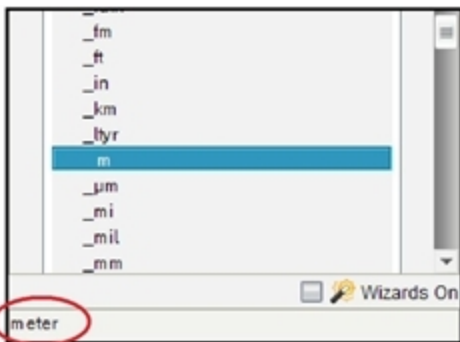 _fm
_ft
_in
_km
_ltyr
_m
_µm
_mi
_mil
_mm
Wizards On
meter